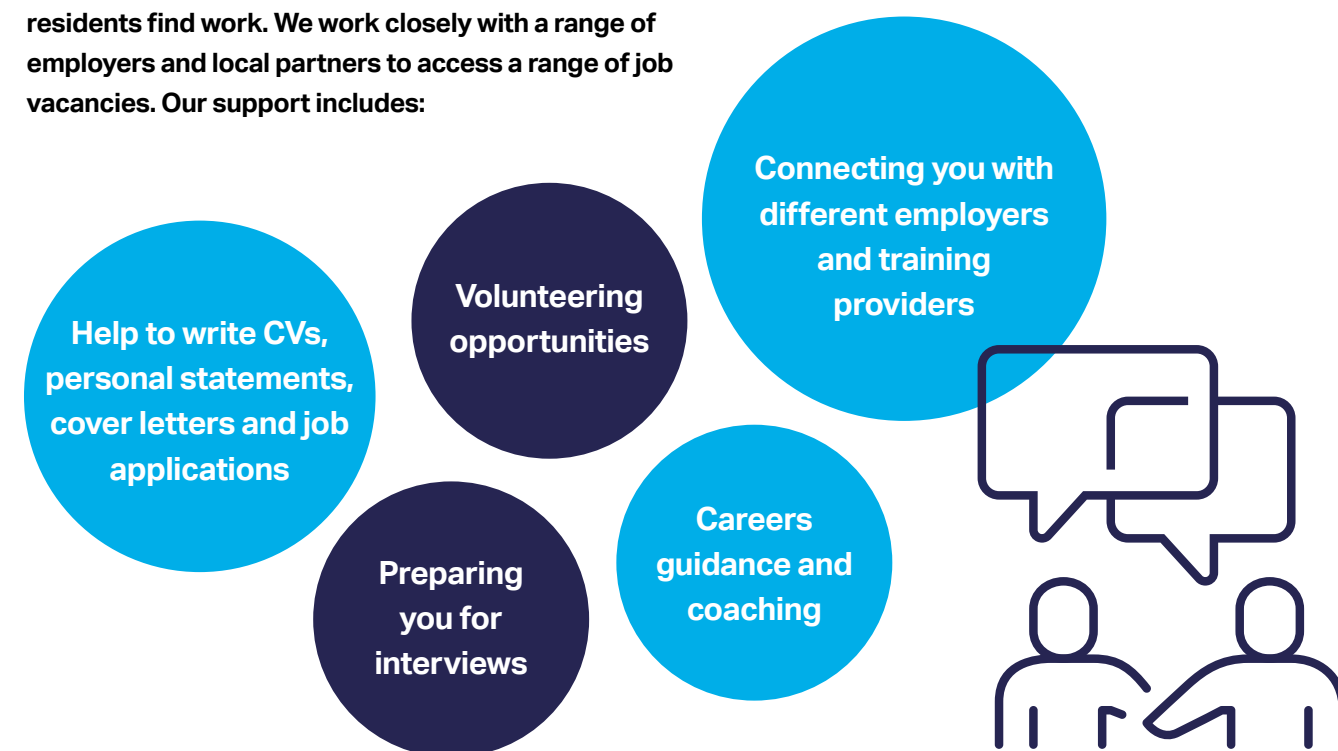 residents find work. We work closely with a range of
employers and local partners to access a range of job
vacancies. Our support includes:
Connecting you with
different employers
and training
providers
Volunteering
opportunities
Help to write CVs,
personal statements,
cover letters and job
applications
Careers
guidance and
coaching
Preparing
you for
interviews